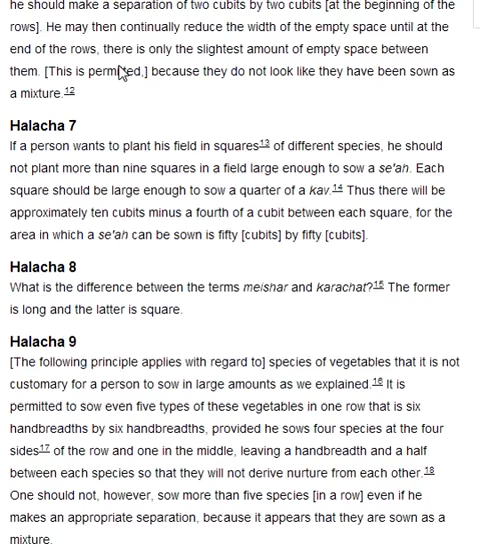 he should make a separation of two cubits by two cubits [at the beginning of the
rows]. He may then continually reduce the width of the empty space until at the
end of the rows, there is only the slightest amount of empty space between
them. [This is permitted,] because they do not look like they have been sown as
a mixture.12
Halacha 7
If a person wants to plant his field in squares13 of different species, he should
not plant more than nine squares in a field large enough to sow a se'ah. Each
square should be large enough to sow a quarter of a kav.14 Thus there will be
approximately ten cubits minus a fourth of a cubit between each square, for the
area in which a se'ah can be sown is fifty [cubits] by fifty [cubits].
Halacha 8
What is the difference between the terms meishar and karachat?15 The former
is long and the latter is square.
Halacha 9
[The following principle applies with regard to] species of vegetables that it is not
customary for a person to sow in large amounts as we explained.16 It is
permitted to sow even five types of these vegetables in one row that is six
handbreadths by six handbreadths, provided he sows four species at the four
sides17 of the row and one in the middle, leaving a handbreadth and a half
between each species so that they will not derive nurture from each other.18
One should not, however, sow more than five species [in a row] even if he
makes an appropriate separation, because it appears that they are sown as a
mixture.